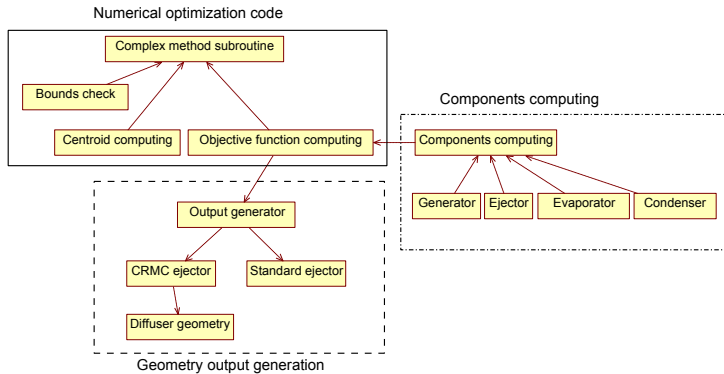 Numerical optimization code
Complex method subroutine
Bounds check
Centroid computing
Objective function computing
Components computing
Components computing
Generator
Ejector
Evaporator
Condenser
Output generator
CRMC ejector
Standard ejector
Diffuser geometry
Geometry output generation